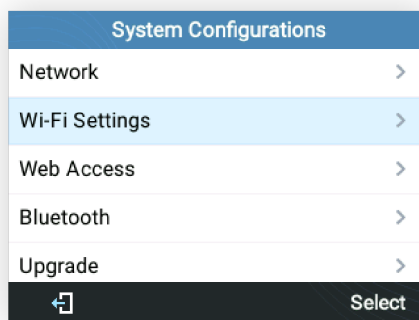 System Configurations
Network
Wi-Fi Settings
Web Access
Bluetooth
Upgrade
Select